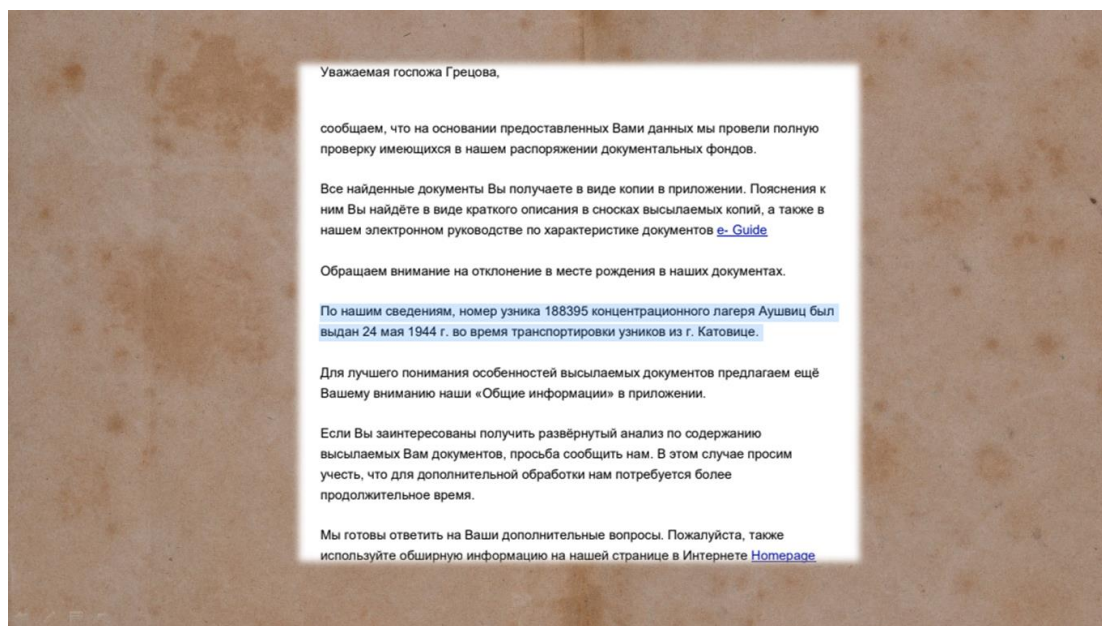 Уважаемая госпожа Грецова,
сообщаем, что на основании предоставленных Вами данных мы провели полную
проверку имеющихся в нашем распоряжении документальных фондов.
Все найденные документы Вы получаете в виде копии в приложении. Пояснения к
ним Вы найдёте в виде краткого описания в сносках высылаемых копий, а также в
нашем электронном руководстве по характеристике документов e- Guide
Обращаем внимание на отклонение в месте рождения в наших документах.
По нашим сведениям, номер узника 188395 концентрационного лагеря Аушвиц был
выдан 24 мая 1944 г. во время транспортировки узников из г. Катовице.
Для лучшего понимания особенностей высылаемых документов предлагаем ещё
Вашему вниманию наши «Общие информации» в приложении.
Если Вы заинтересованы получить развёрнутый анализ по содержанию
высылаемых Вам документов, просьба сообщить нам. В этом случае просим
учесть, что для дополнительной обработки нам потребуется более
продолжительное время.
Мы готовы ответить на Ваши дополнительные вопросы. Пожалуйста, также
используйте обширную информацию на нашей странице в Интернете Homepage